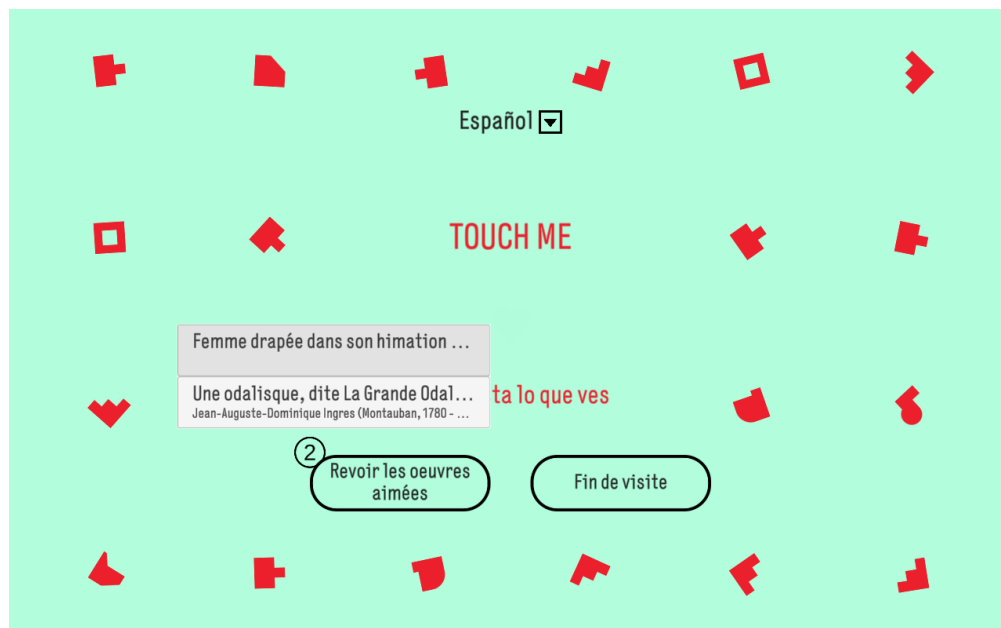 Español
TOUCH ME
Femme drapée dans son himation ...
Une odalisque, dite La Grande Odal...
Jean-Auguste-Dominique Ingres (Montauban, 1780 - ...
ta lo que ves
2
Revoir les oeuvres
aimées
Fin de visite